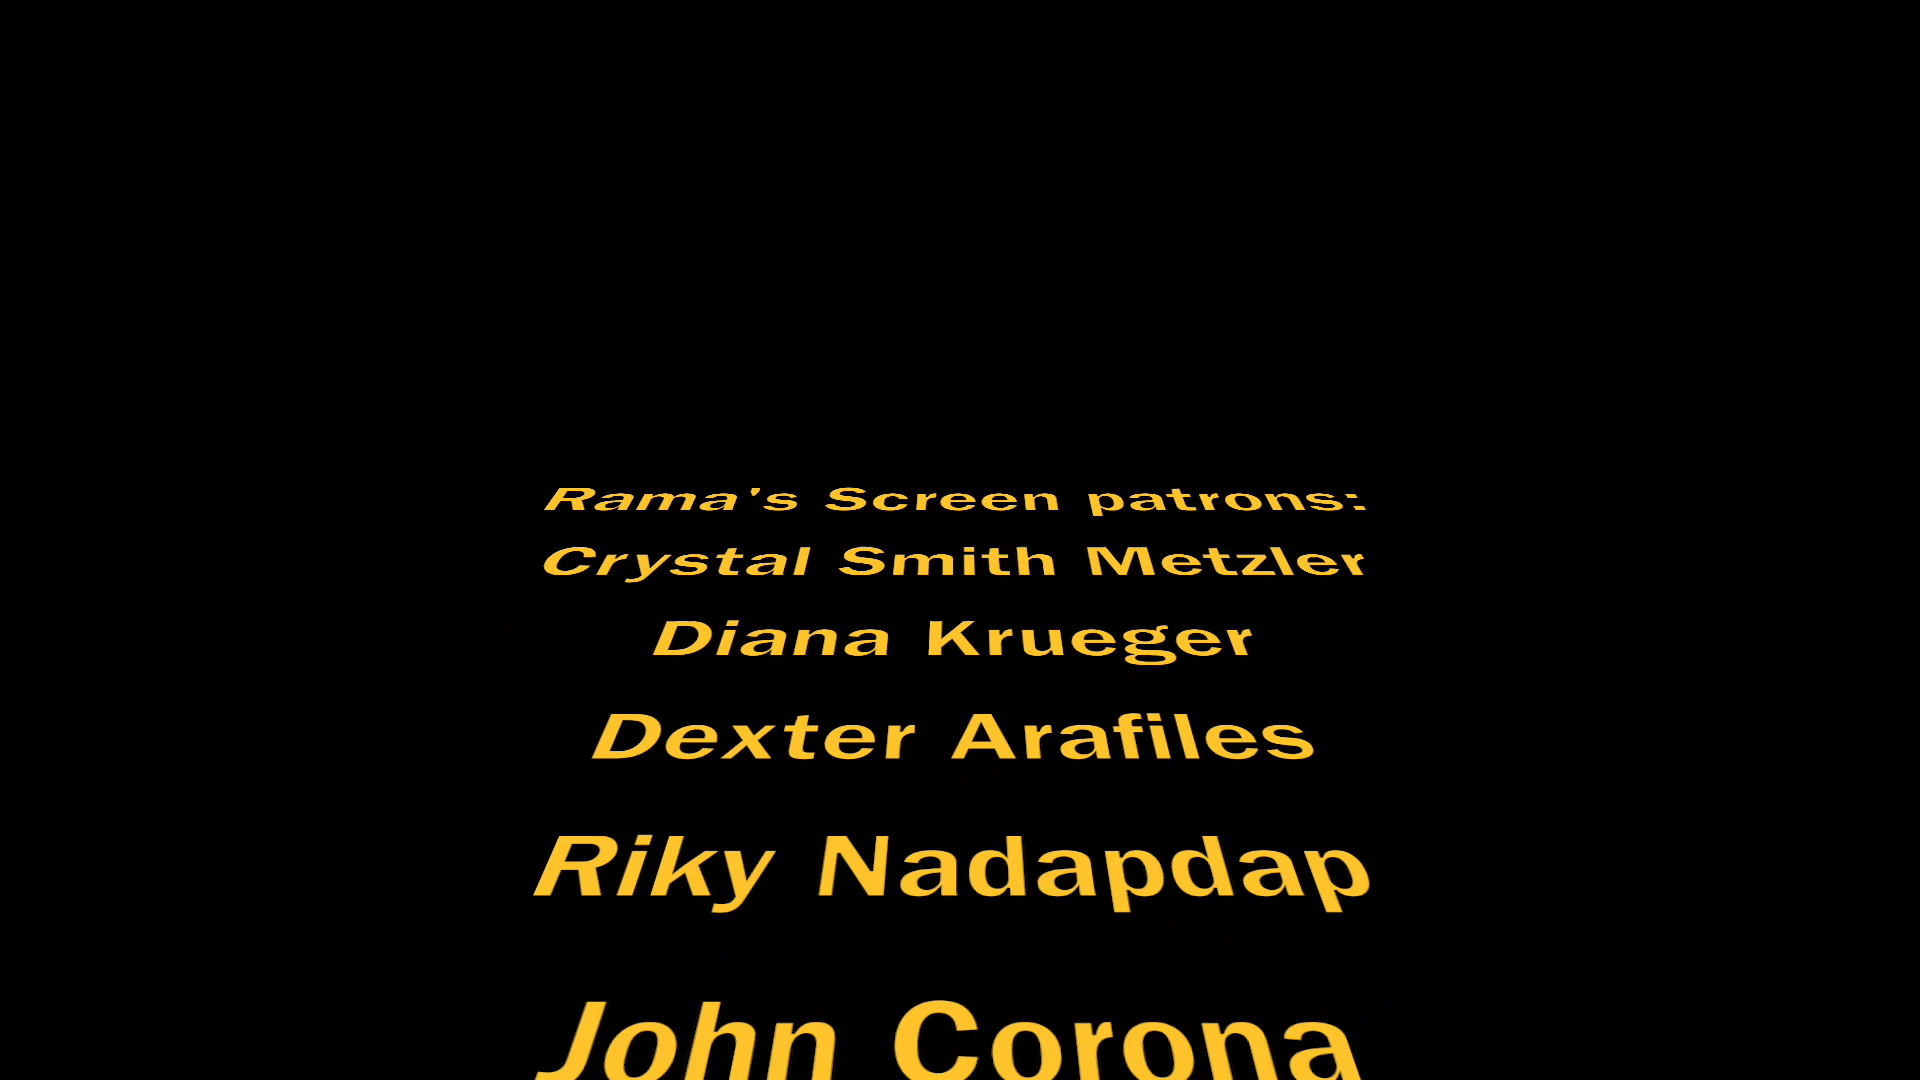 Rama's Screen patrons:
Crystal Smith Metzler
Diana Krueger
Dexter Arafiles
Riky Nadapdap
John Corona